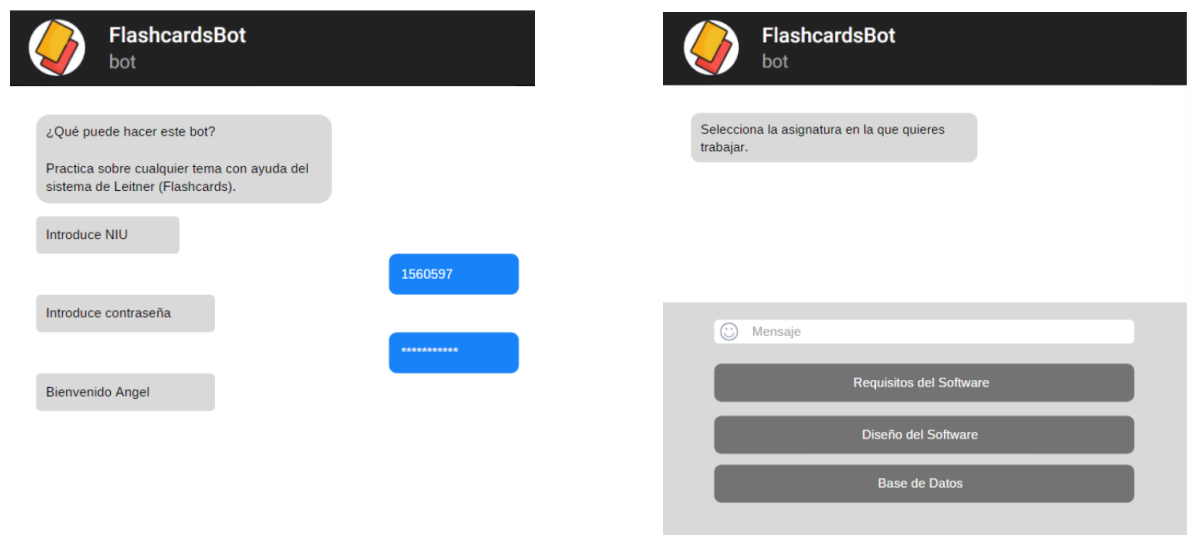 FlashcardsBot
bot
¿Qué puede hacer este bot?
Practica sobre cualquier tema con ayuda del
sistema de Leitner (Flashcards).
Introduce NIU
1560597
Introduce contraseña
***********
Bienvenido Angel
FlashcardsBot
bot
Selecciona la asignatura en la que quieres
trabajar.
Mensaje
Requisitos del Software
Diseño del Software
Base de Datos